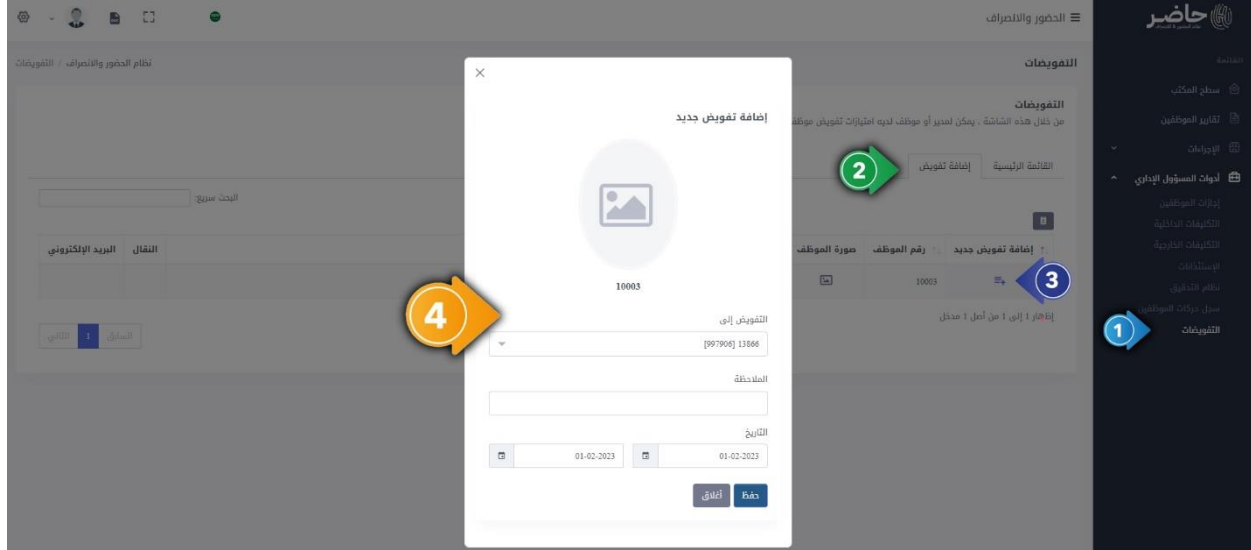 حاضر
القائمة
سطح المكتب
تقارير الموظفين
الإجراءات
أدوات المسؤول الإداري
إجازات الموظفين
التكليفات الداخلية
التكليفات الخارجية
الإستئذانات
نظام التدقيق
سجل حركات الموظفين
التفويضات
1
الحضور والانصراف
التفويضات
نظام الحضور والانصراف / التفويضات
التفويضات
من خلال هذه الشاشة ، يمكن لمدير أو موظف لديه امتيازات تفويض
القائمة الرئيسية
إضافة تفويض
2
البحث سريع:
إضافة تفويض جديد
رقم الموظف
صورة الموظف
النقال
البريد الإلكتروني
10003
3
إظهار 1 إلى 1 من أصل 1 مدخل
السابق
1
التالي
×
إضافة تفويض جديد
10003
4
التفويض إلى
13866 [997906]
الملاحظة
التاريخ
01-02-2023
01-02-2023
حفظ
أغلاق